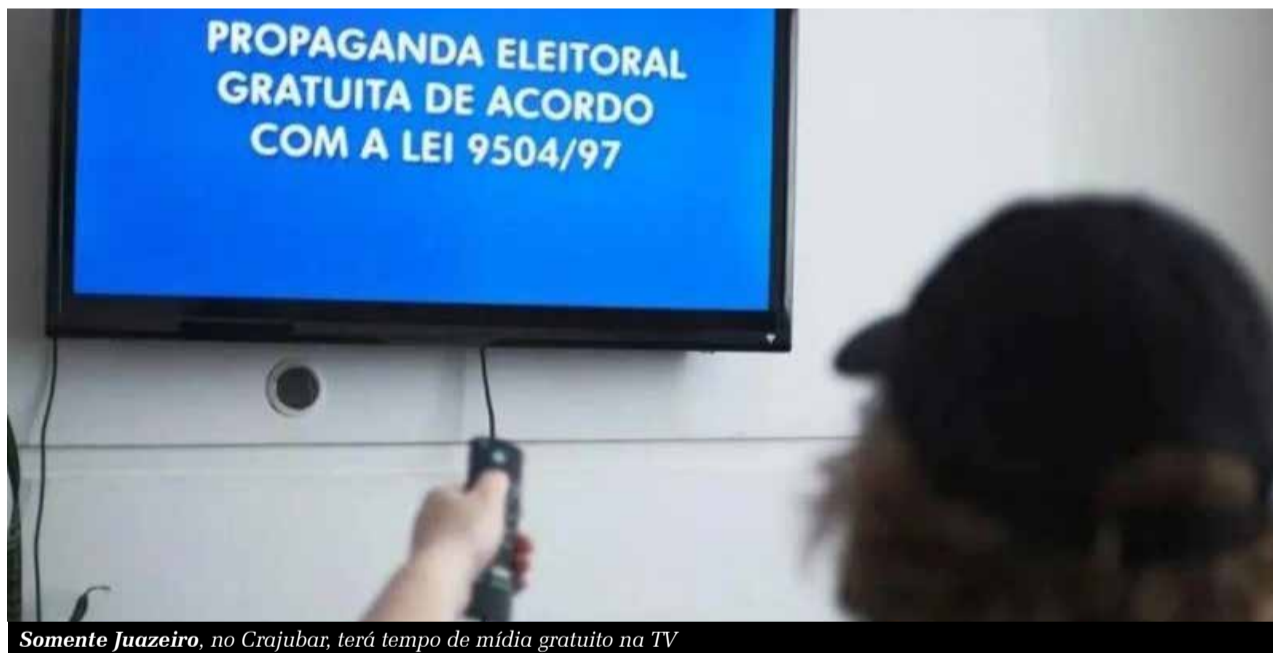 PROPAGANDA ELEITORAL
GRATUITA DE ACORDO
COM A LEI 9504/97
Somente Juazeiro, no Crajubar, terá tempo de mídia gratuito na TV